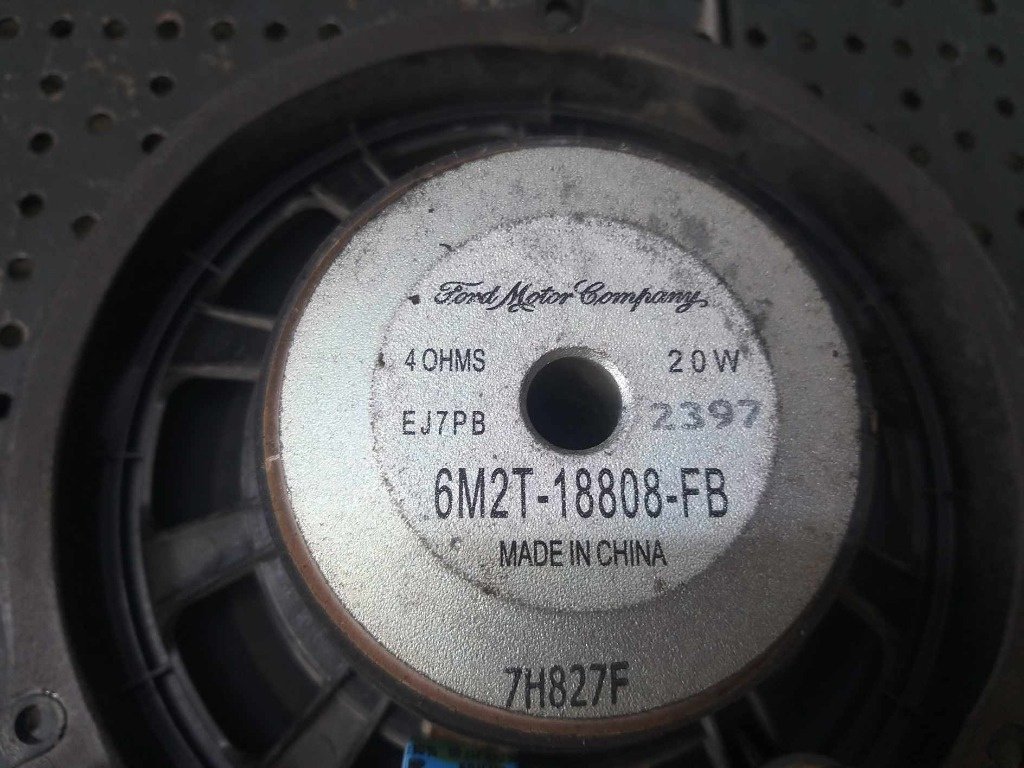 Ford Motor Company
4 OHMS 20W
EJ7PB 2397
6M2T-18808-FB
MADE IN CHINA
7H827F